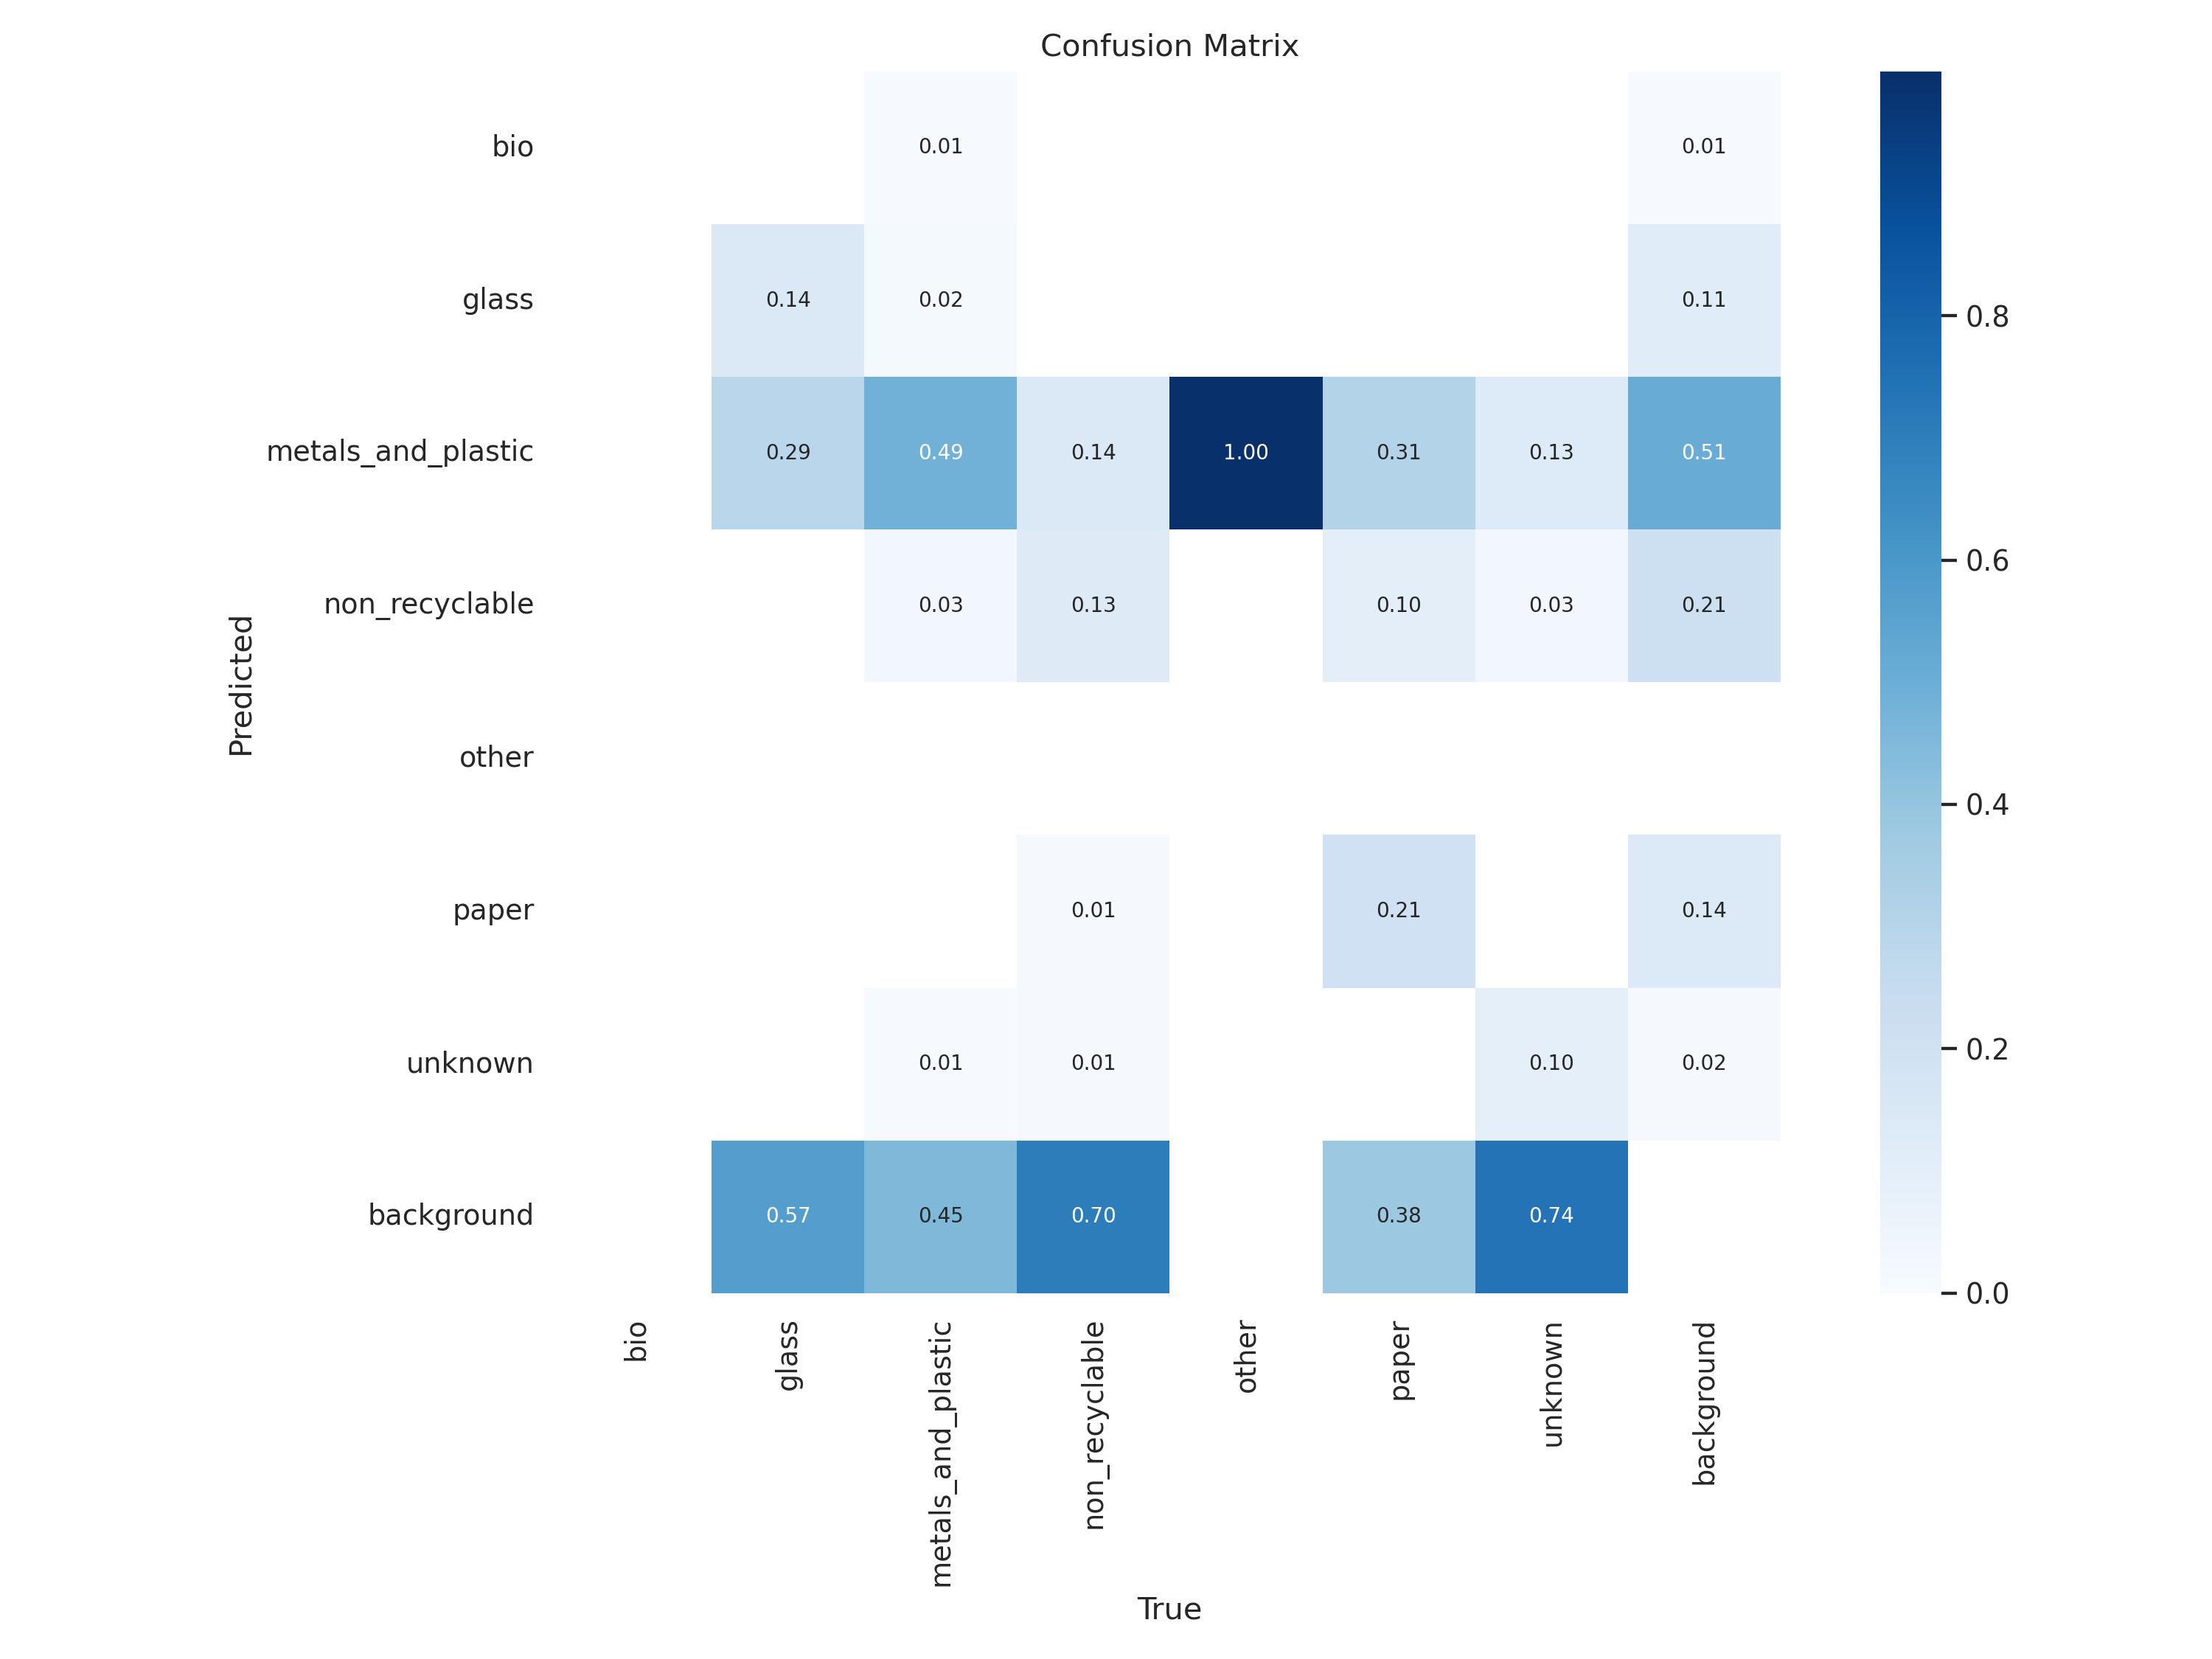 Confusion Matrix
bio 0.01 0.01
glass 0.14 0.02 0.11
0.8
metals_and_plastic 0.29 0.49 0.14 1.00 0.31 0.13 0.51
0.6
non_recyclable 0.03 0.13 0.10 0.03 0.21
Predicted
other
0.4
paper 0.01 0.21 0.14
unknown 0.01 0.01 0.10 0.02
0.2
background 0.57 0.45 0.70 0.38 0.74
0.0
bio glass metals_and_plastic non_recyclable other paper unknown background
True